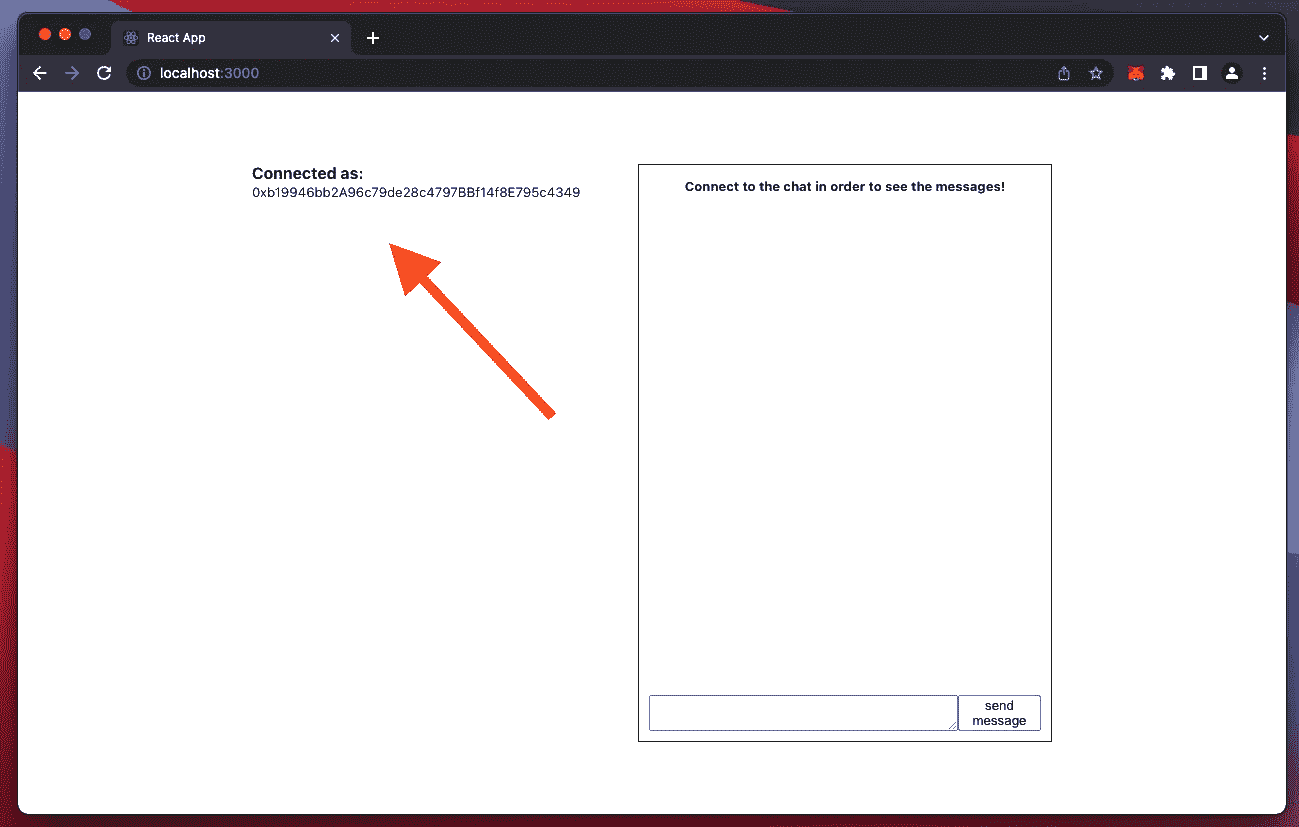 React App
localhost:3000
Connected as:
0xb19946bb2A96c79de28c4797BBf14f8E795c4349
Connect to the chat in order to see the messages!
send
message